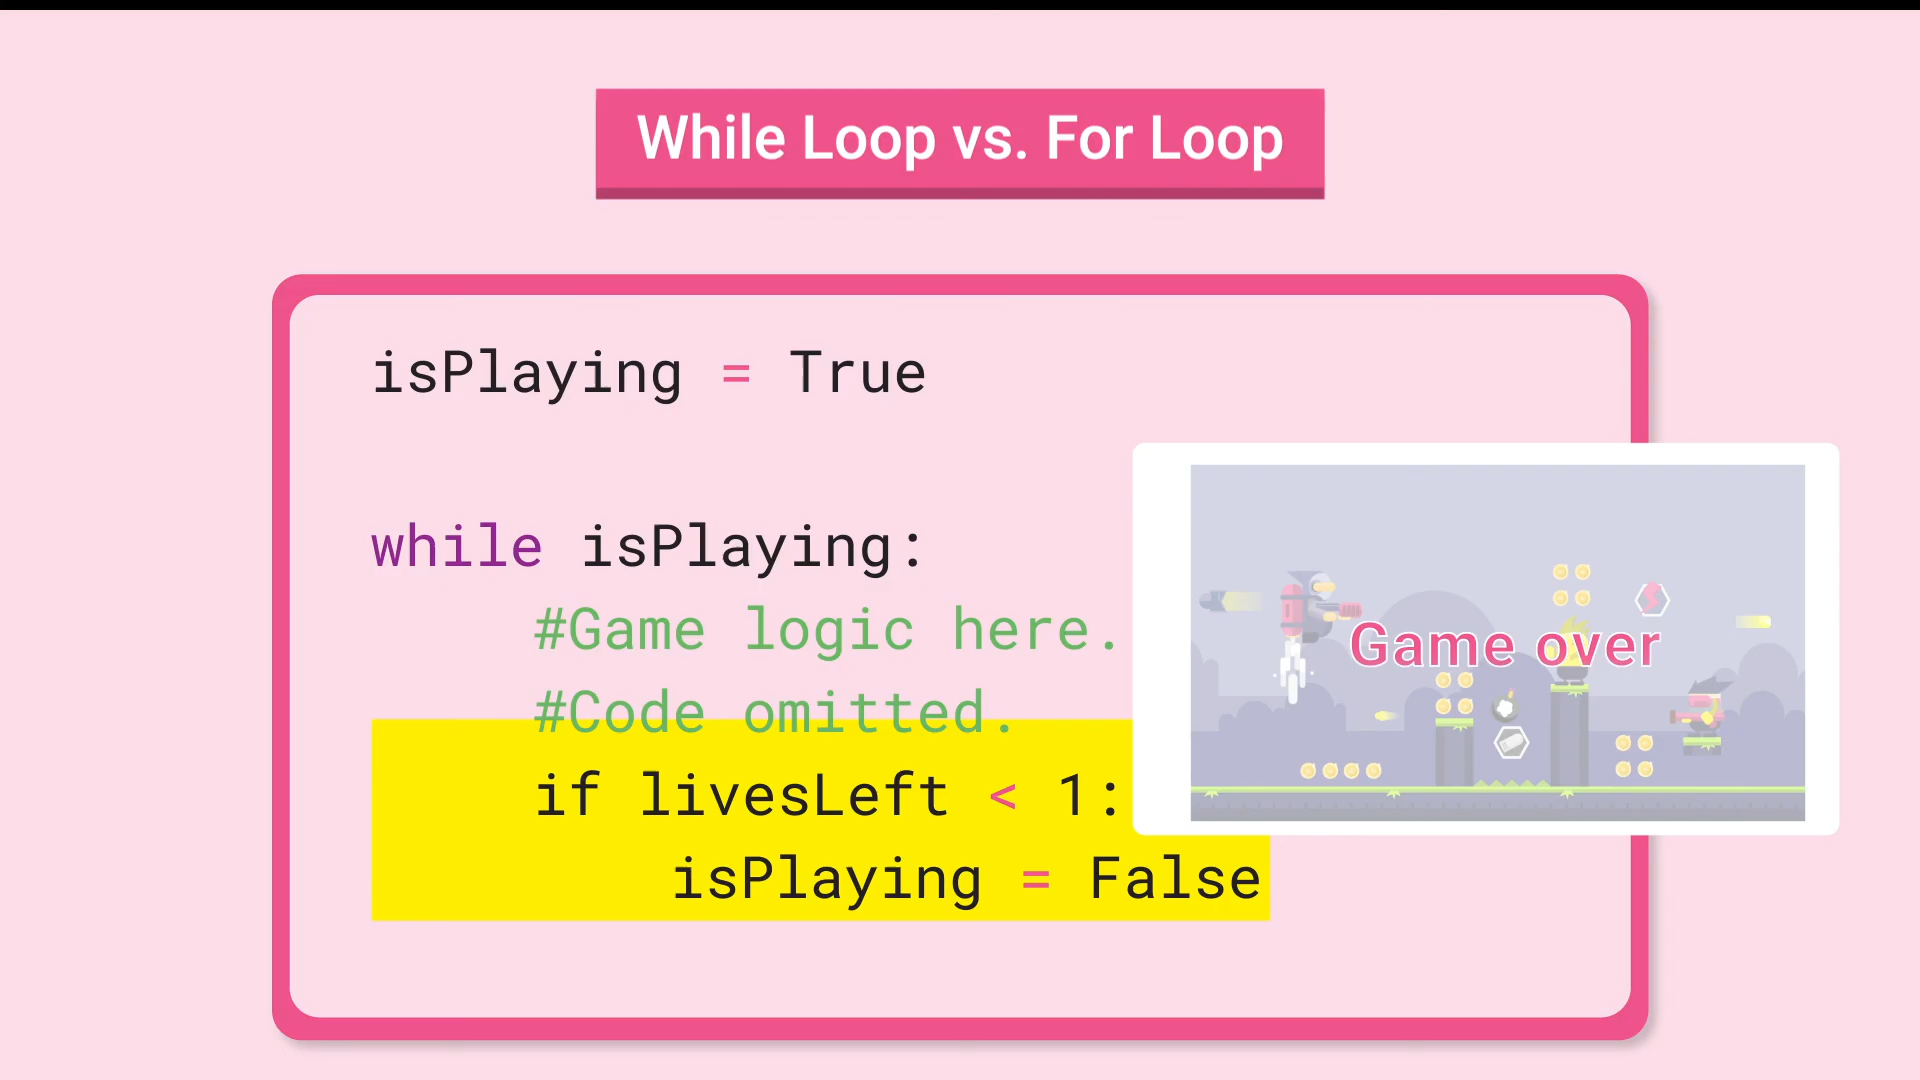 While Loop vs. For Loop
isPlaying = True
while isPlaying:
#Game logic here.
#Code omitted.
if livesLeft < 1:
isPlaying = False
Game over